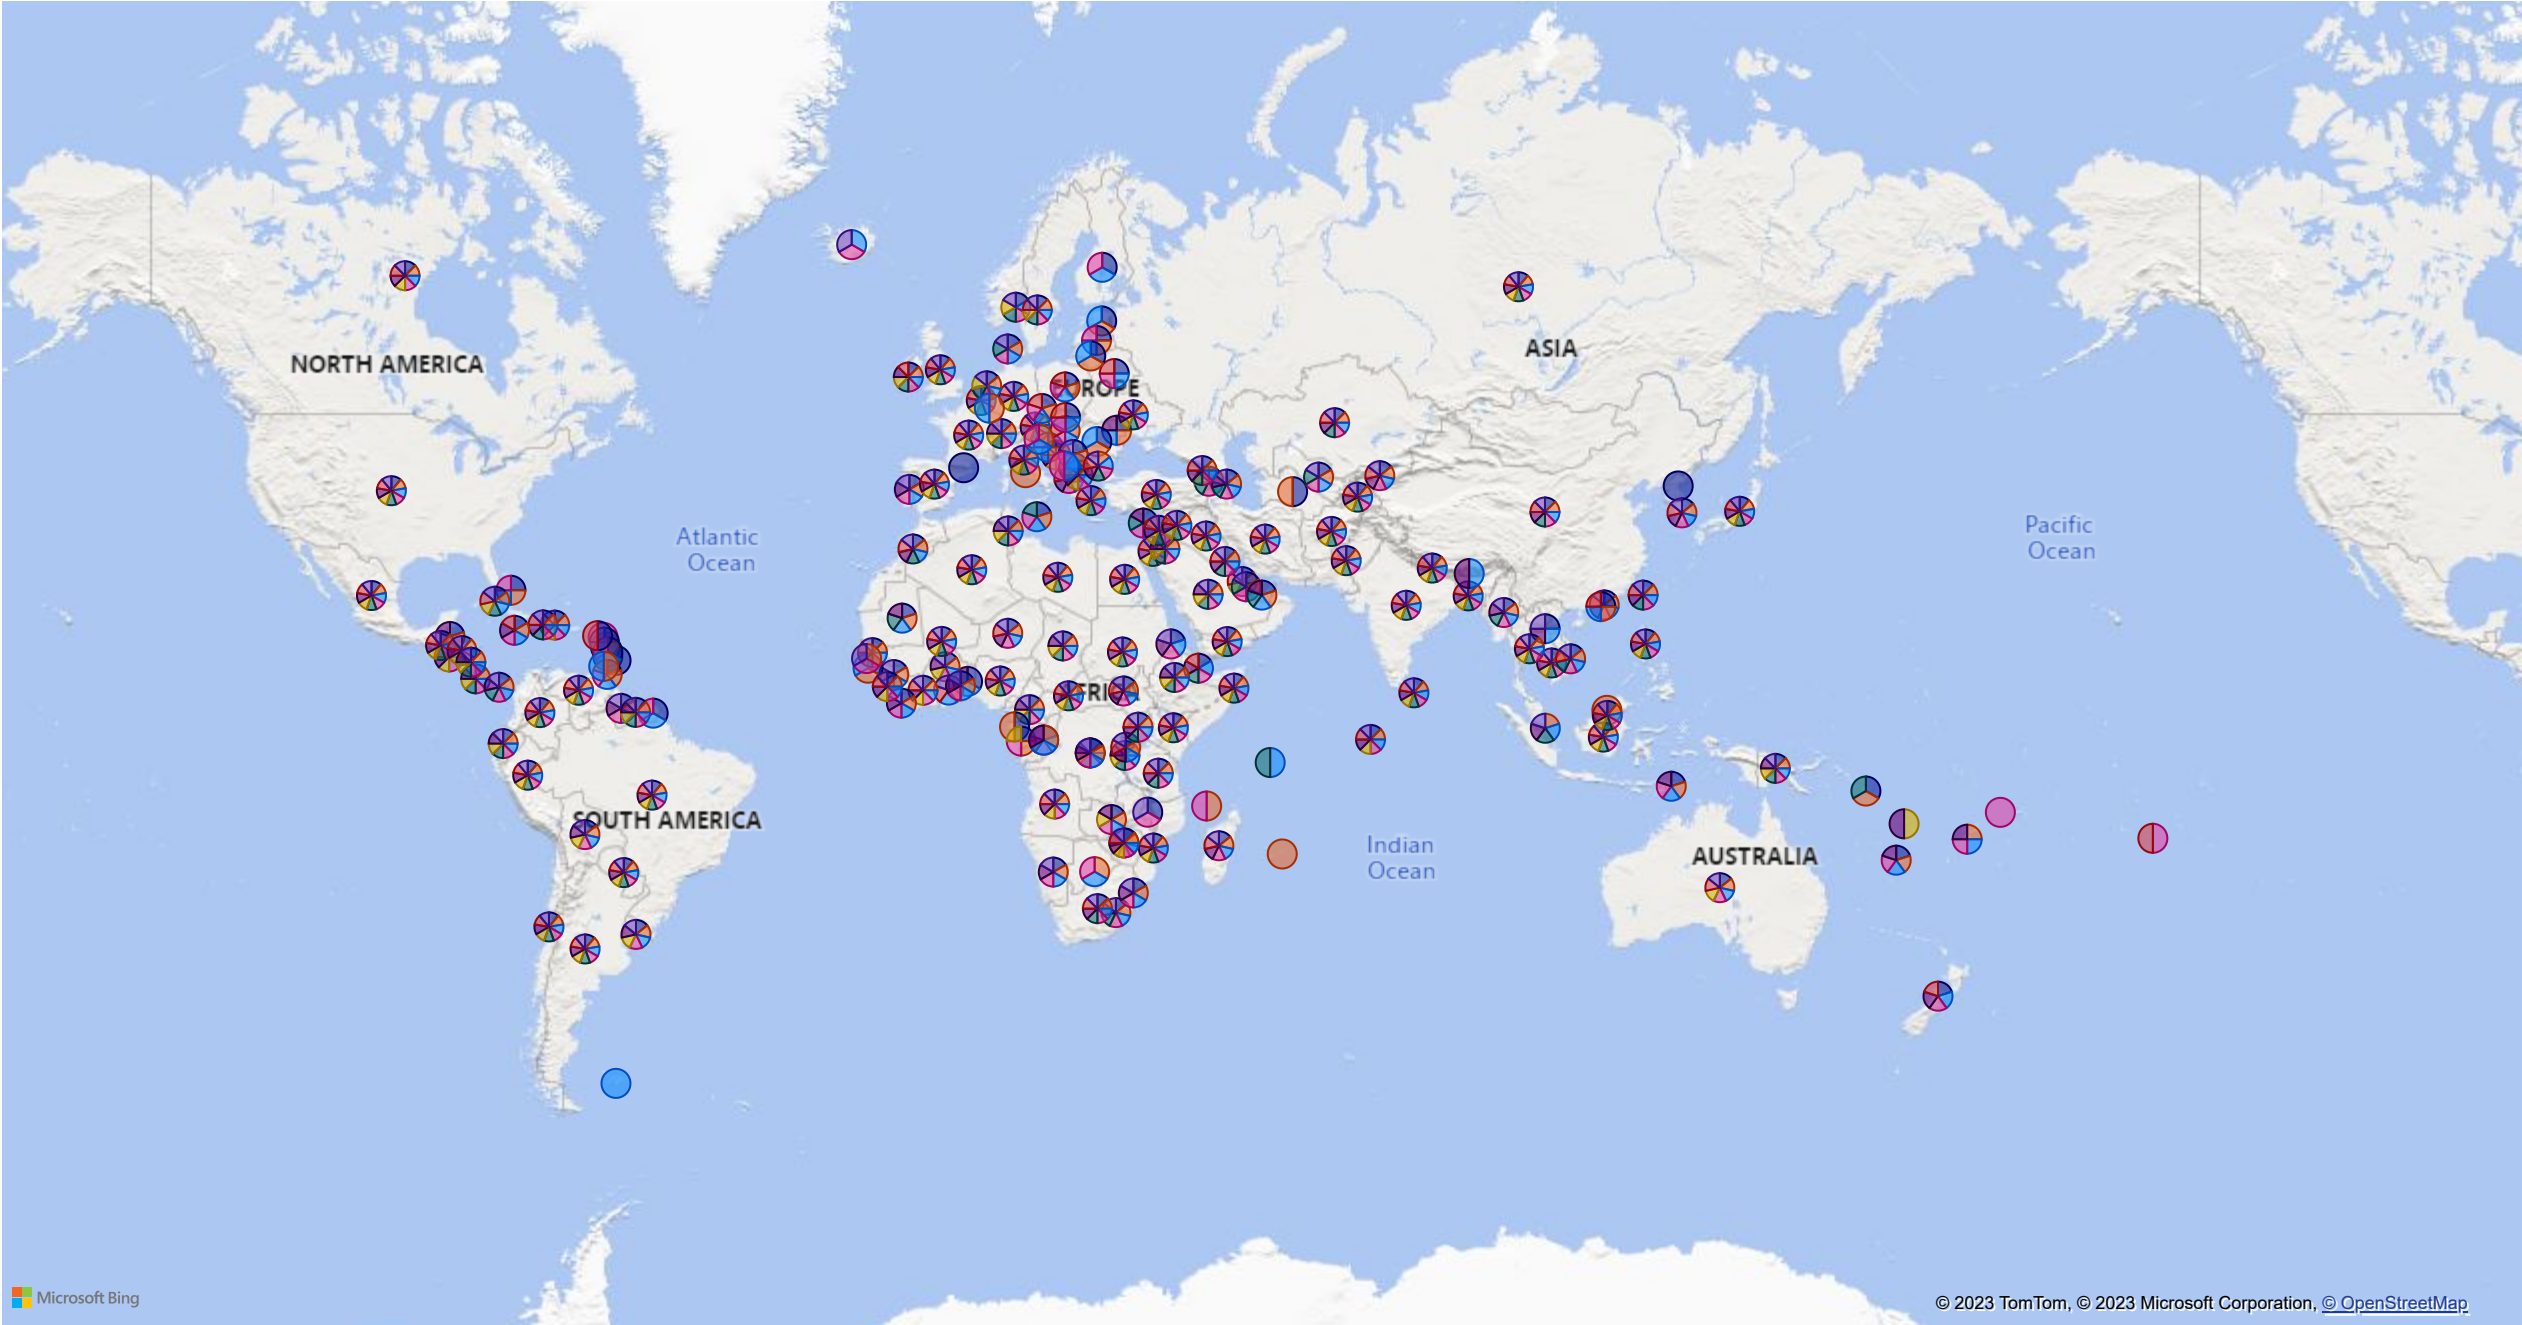 NORTH AMERICA
ASIA
Atlantic
Ocean
Pacific
Ocean
SOUTH AMERICA
Indian
Ocean
AUSTRALIA
Microsoft Bing
© 2023 TomTom, © 2023 Microsoft Corporation, © OpenStreetMap